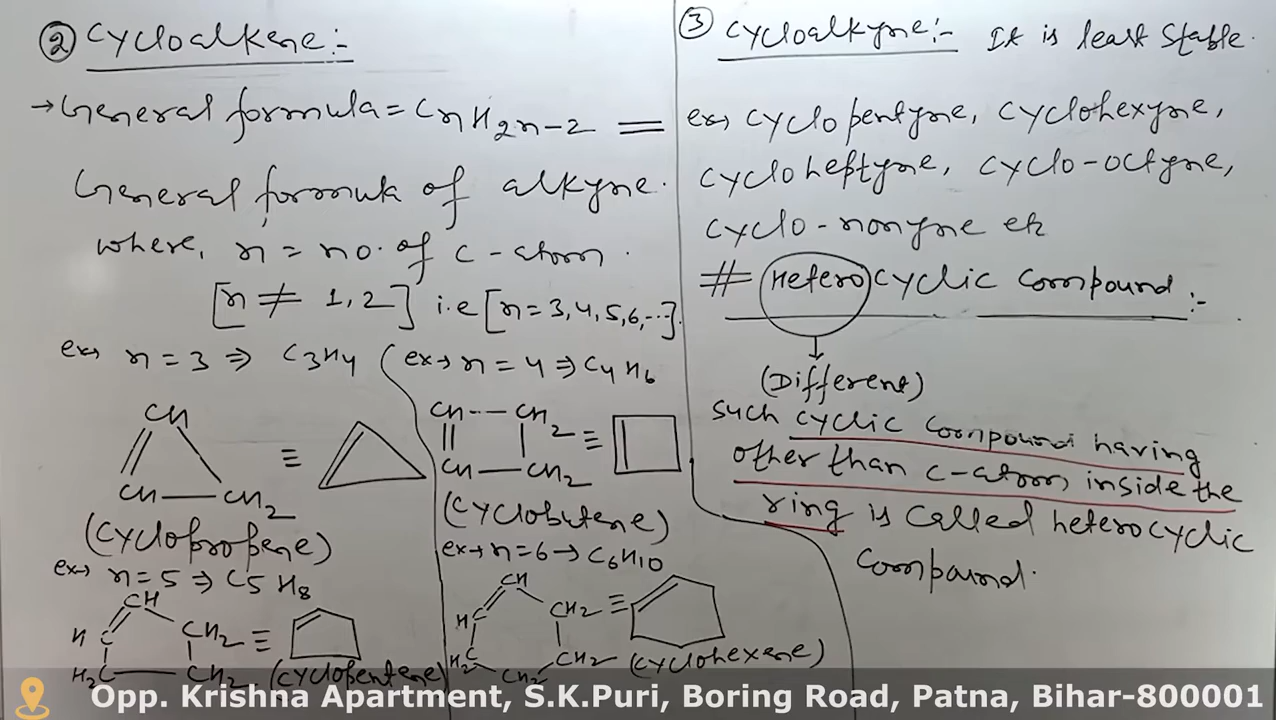 ② Cycloalkene:-
→ General formula = CnH2n-2 =
General formula of alkyne.
where, n = no. of C-atom.
[n ≠ 1,2] i.e [n = 3,4,5,6,...].
ex→ n = 3 ⇒ C3H4
CH
CH — CH2 ≡
(Cyclopropene)
ex→ n = 4 ⇒ C4H6
CH -- CH2 ≡
CH — CH2
(Cyclobutene)
ex→ n = 5 ⇒ C5H8
CH
H C CH2 ≡
H2C — CH2 (Cyclopentene)
ex→ n = 6 → C6H10
CH
H C CH2 ≡
H2C CH2 CH2 (Cyclohexene)
③ Cycloalkyne:- It is least stable.
ex→ Cyclopentyne, Cyclohexyne,
Cycloheptyne, Cyclo-octyne,
Cyclo-nonyne etc
# Heterocyclic Compound:-
(Different)
such cyclic compound having
other than C-atom inside the
ring is called heterocyclic
compound.
Opp. Krishna Apartment, S.K.Puri, Boring Road, Patna, Bihar-800001